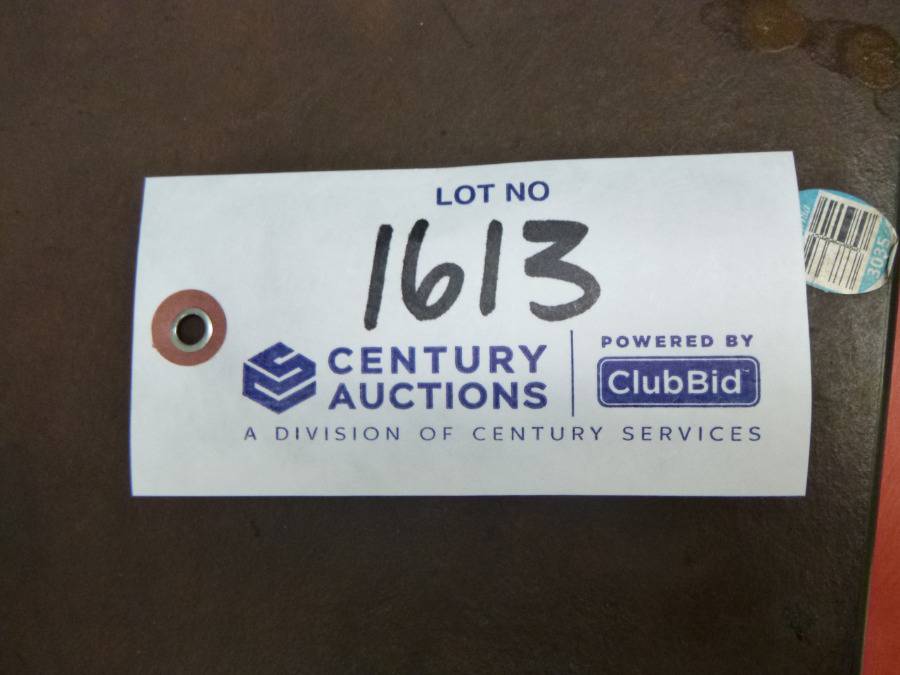 LOT NO
1613
CENTURY
AUCTIONS
POWERED BY
ClubBid
A DIVISION OF CENTURY SERVICES
3035